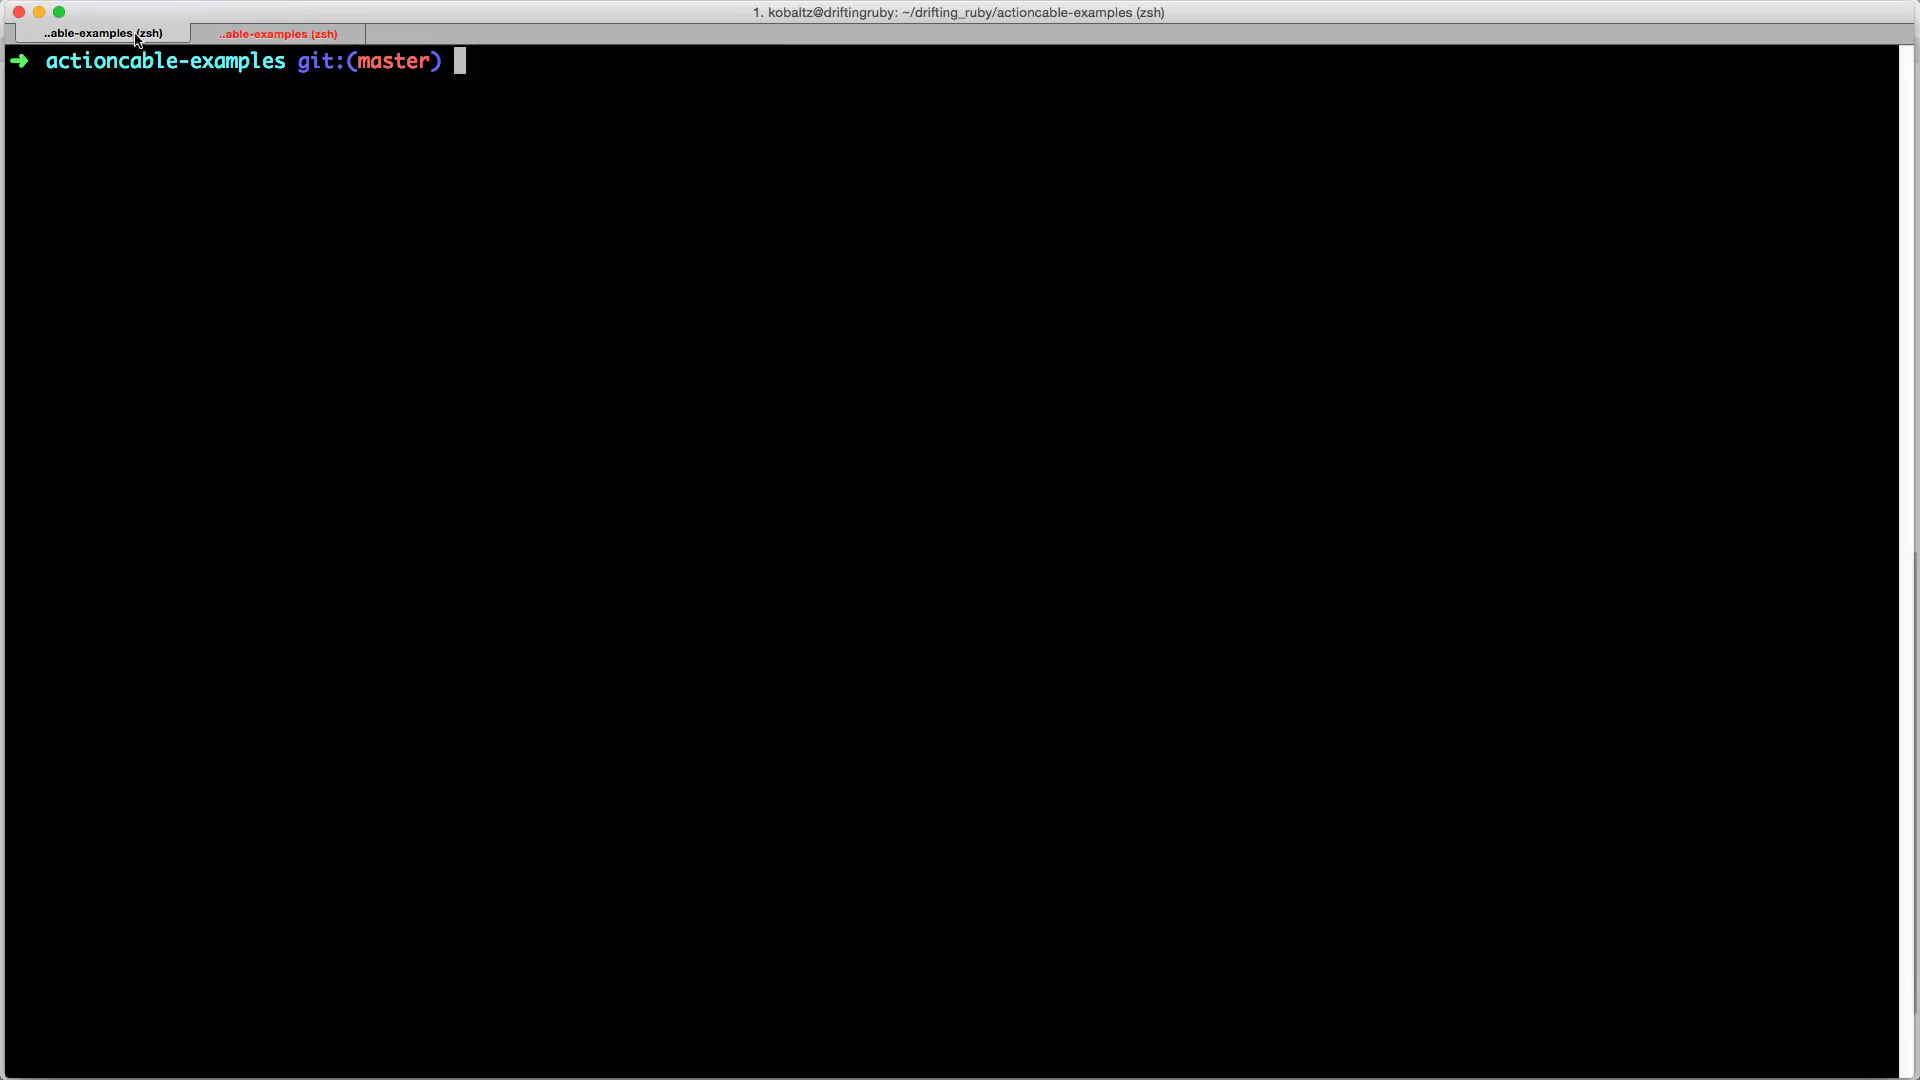 1. kobaltz@driftingruby: ~/drifting_ruby/actioncable-examples (zsh)
..able-examples (zsh)
..able-examples (zsh)
➜ actioncable-examples git:(master)